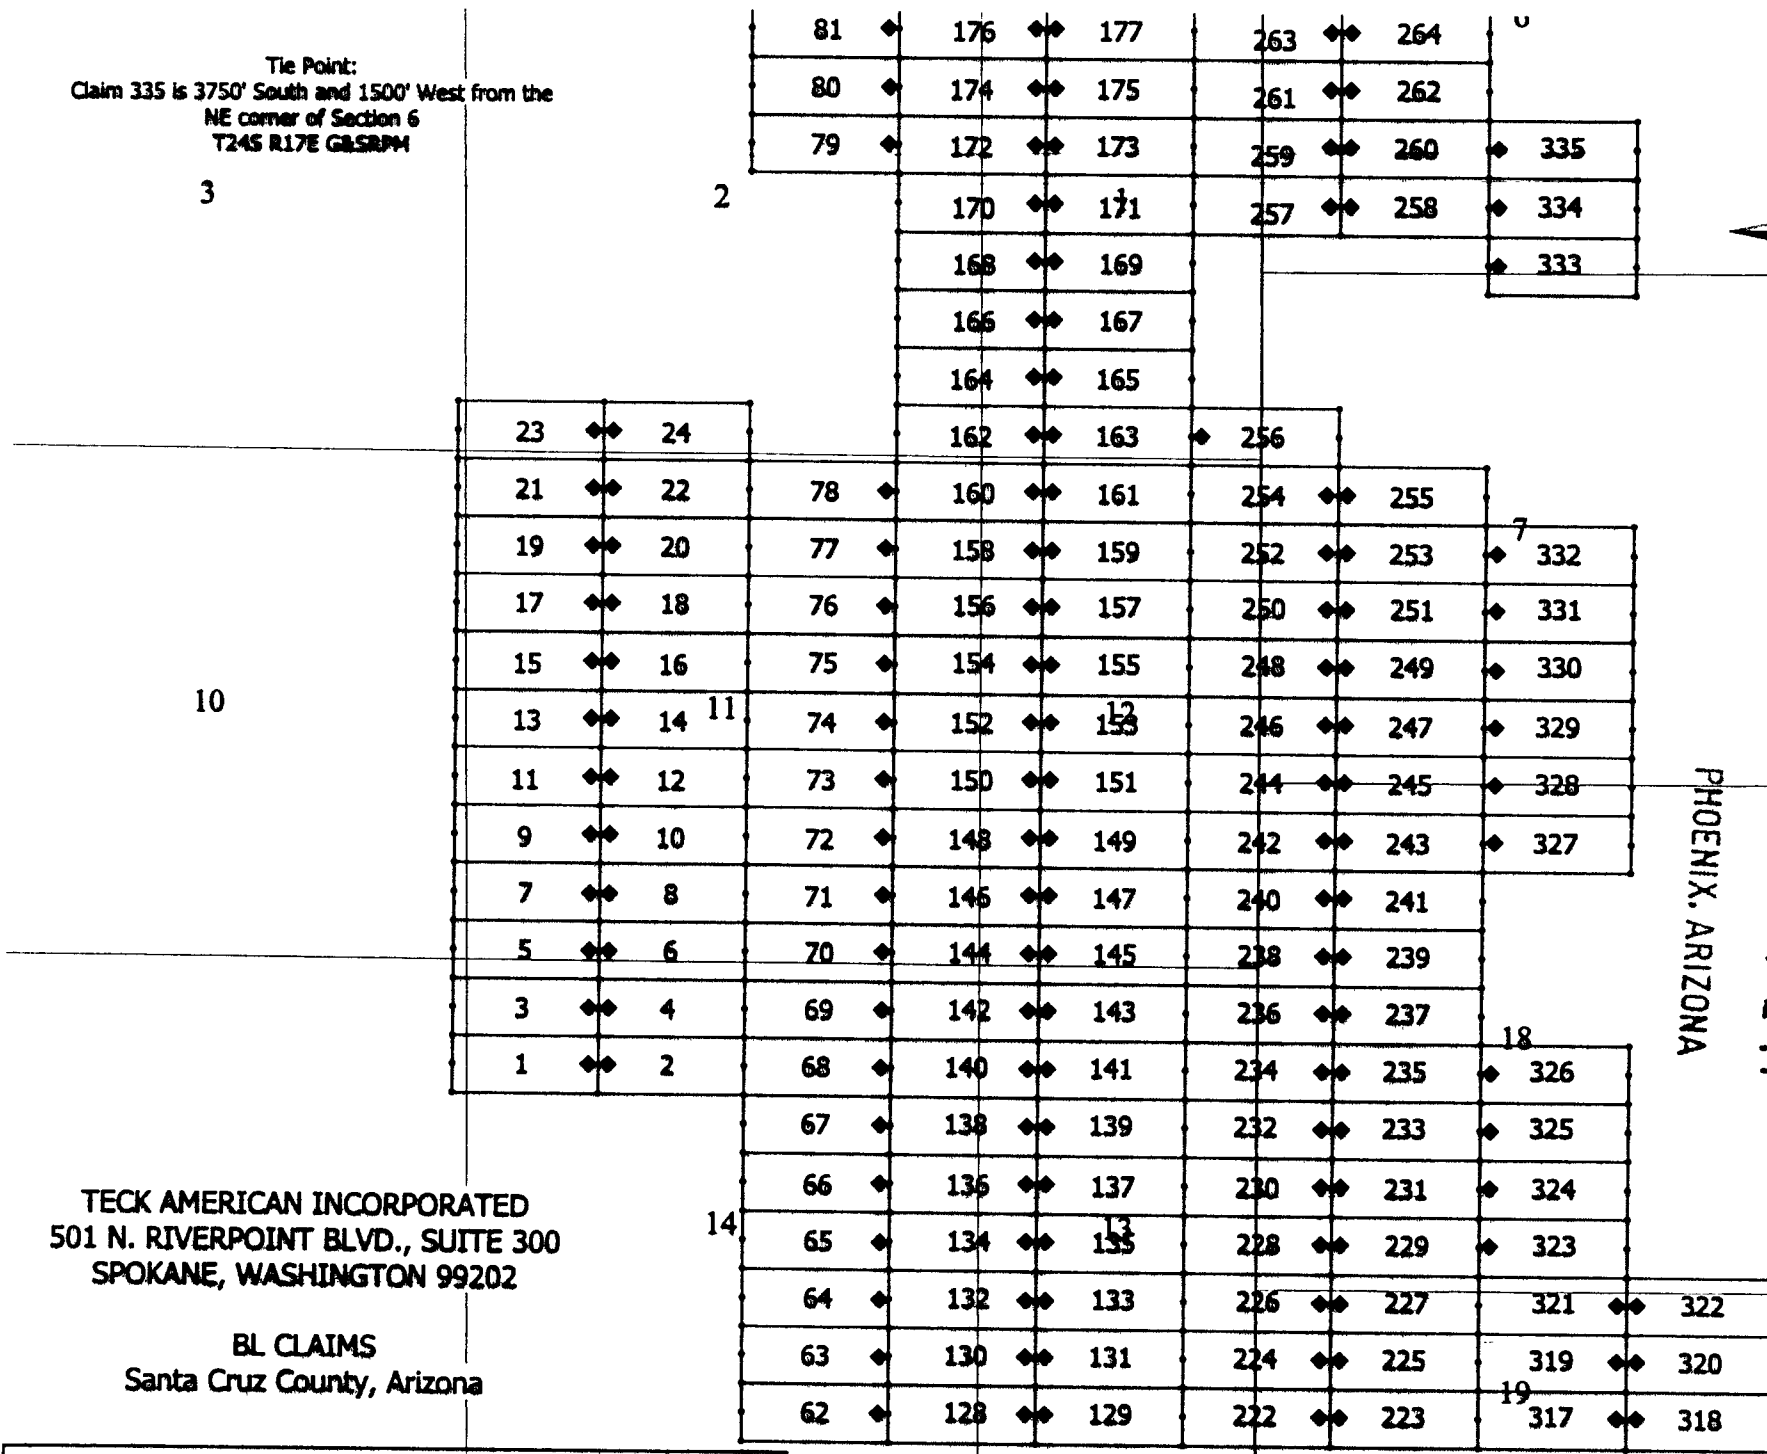 81 176 177 263 264
Tie Point:
Claim 335 is 3750' South and 1500' West from the
NE corner of Section 6
T24S R17E G&SRPM
80 174 175 261 262
79 172 173 259 260 335
3 2 1
170 171 257 258 334
168 169 333
166 167
164 165
23 24 162 163 256
21 22 78 160 161 254 255
7
19 20 77 158 159 252 253 332
17 18 76 156 157 250 251 331
15 16 75 154 155 248 249 330
10 11 12
13 14 74 152 153 246 247 329
11 12 73 150 151 244 245 328
9 10 72 148 149 242 243 327
7 8 71 146 147 240 241
5 6 70 144 145 238 239
3 4 69 142 143 236 237
18
1 2 68 140 141 234 235 326
67 138 139 232 233 325
66 136 137 230 231 324
14 13
65 134 135 228 229 323
64 132 133 226 227 321 322
63 130 131 224 225 319 320
19
62 128 129 222 223 317 318
PHOENIX, ARIZONA
TECK AMERICAN INCORPORATED
501 N. RIVERPOINT BLVD., SUITE 300
SPOKANE, WASHINGTON 99202
BL CLAIMS
Santa Cruz County, Arizona